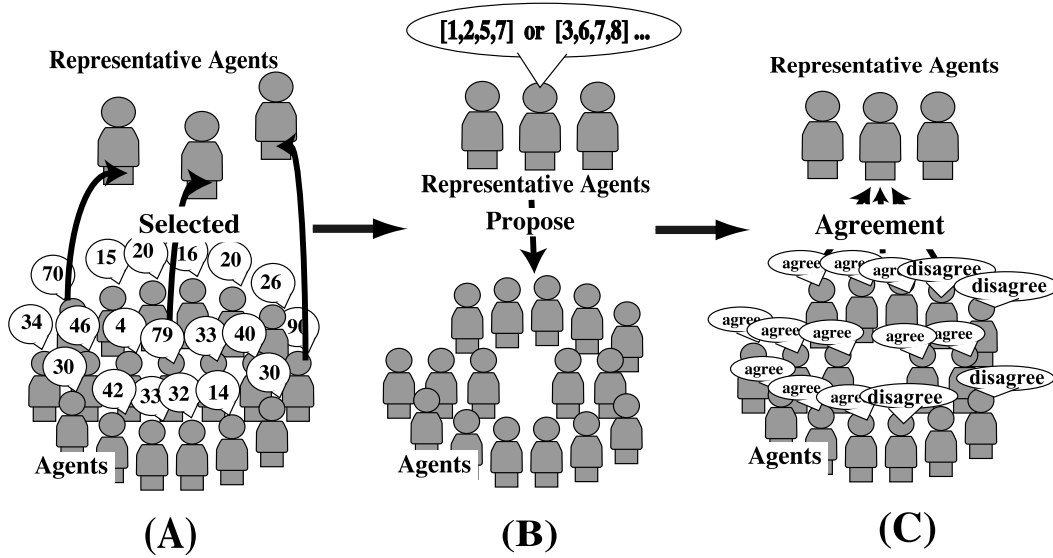 Representative Agents
Selected
15
20
16
20
70
26
34
46
4
79
33
40
90
30
42
33
32
14
30
Agents
(A)
[1,2,5,7] or [3,6,7,8] ...
Representative Agents
Propose
Agents
(B)
Representative Agents
Agreement
agree
agree
agree
disagree
disagree
agree
agree
agree
agree
agree
agree
disagree
agree
agree
disagree
Agents
(C)